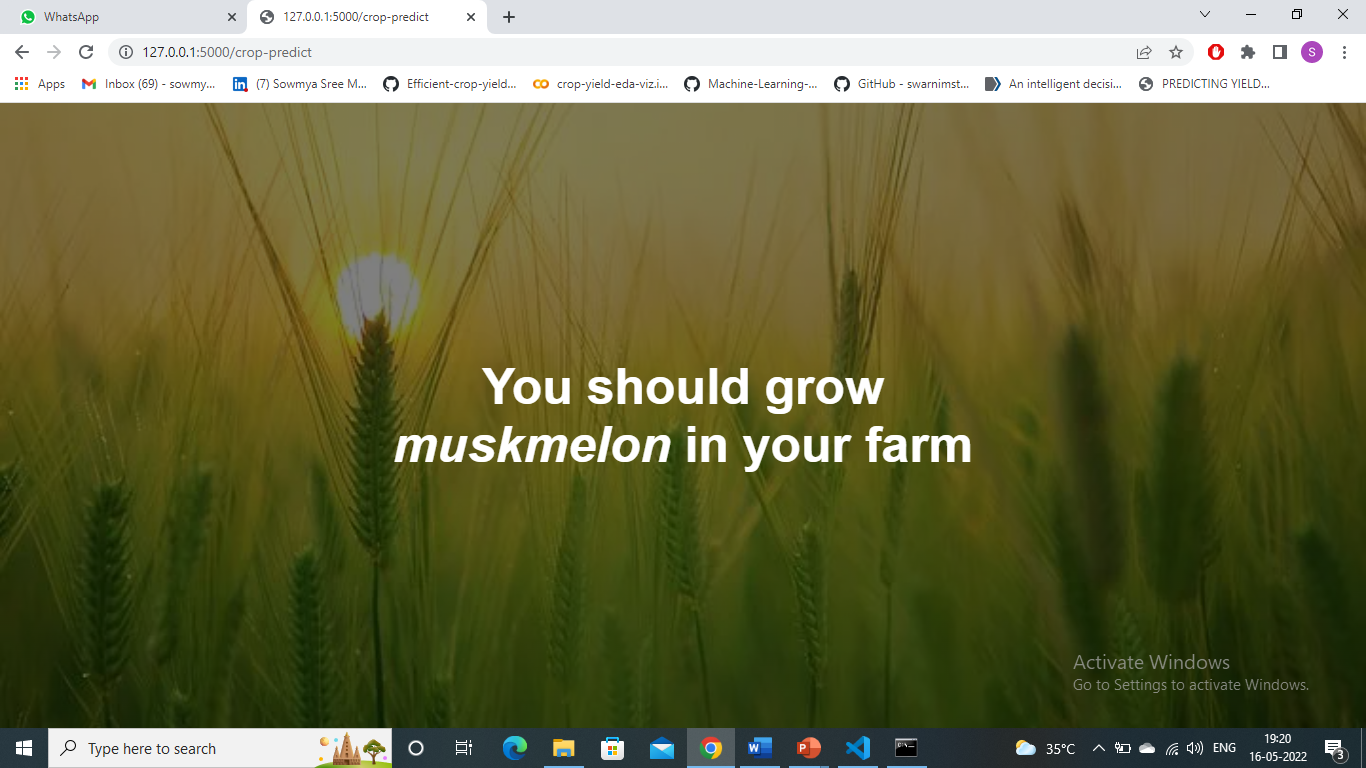 WhatsApp
127.0.0.1:5000/crop-predict
127.0.0.1:5000/crop-predict
S
Apps
Inbox (69) - sowmy...
(7) Sowmya Sree M...
Efficient-crop-yield...
crop-yield-eda-viz.i...
Machine-Learning-...
GitHub - swarnimst...
An intelligent decisi...
PREDICTING YIELD...
You should grow
muskmelon in your farm
Activate Windows
Go to Settings to activate Windows.
Type here to search
35°C
ENG
19:20
16-05-2022
3